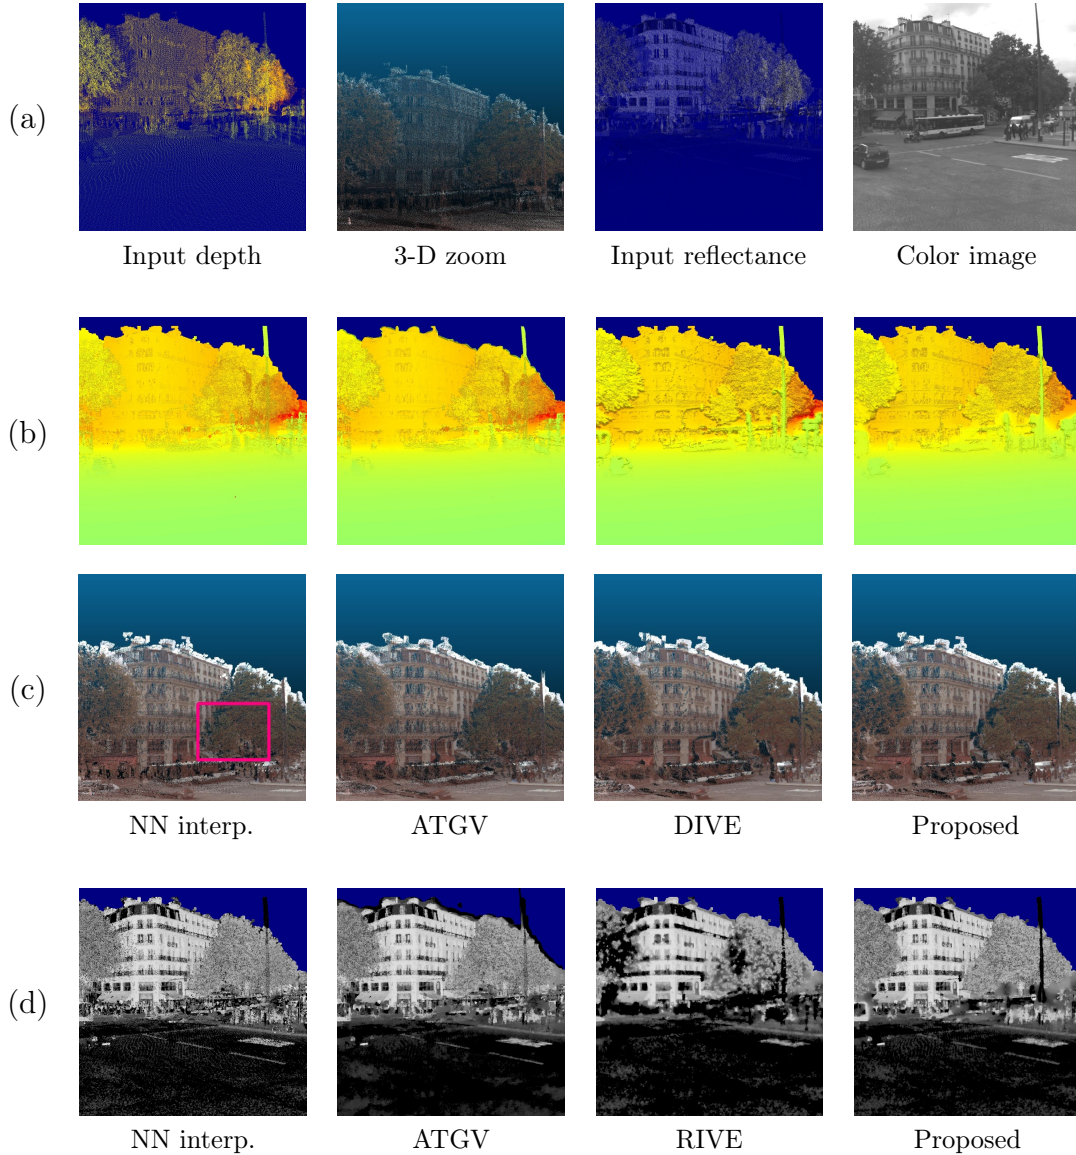 (a)
Input depth 3-D zoom Input reflectance Color image
(b)
(c)
NN interp. ATGV DIVE Proposed
(d)
NN interp. ATGV RIVE Proposed